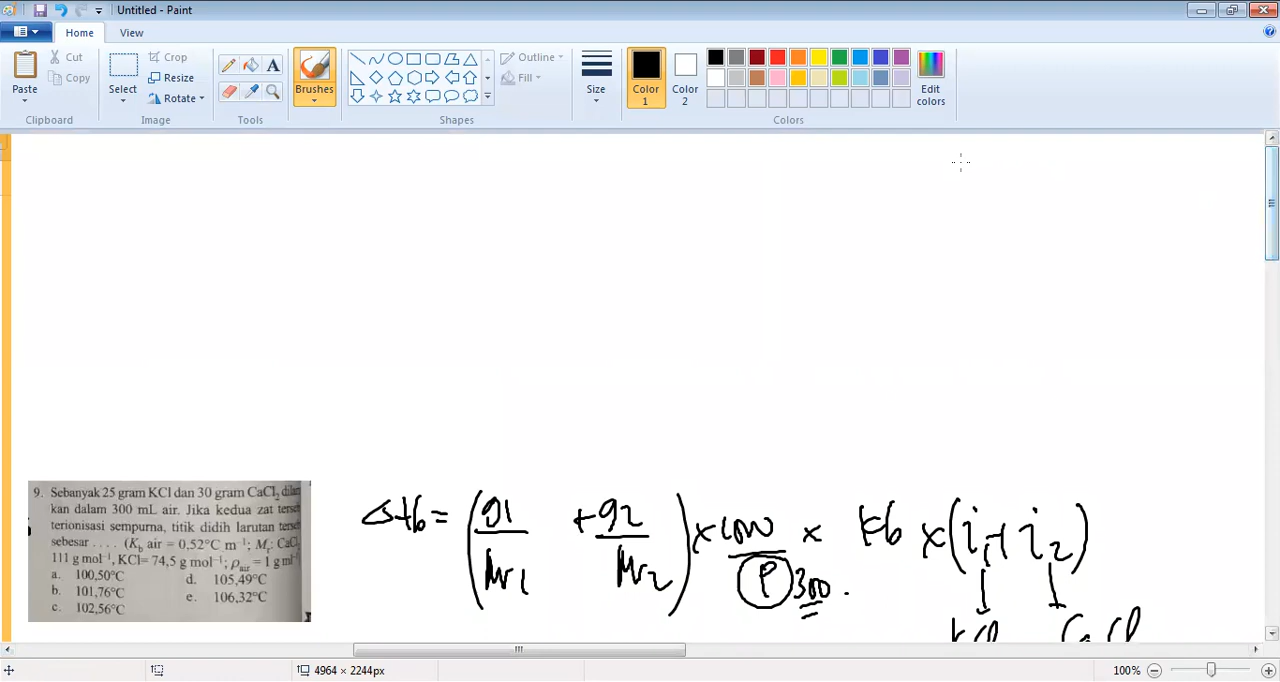 Untitled - Paint
Home View
Paste
Cut
Copy
Clipboard
Select
Crop
Resize
Rotate
Image
A
Tools
Brushes
Outline
Fill
Shapes
Size
Color 1
Color 2
Edit colors
Colors
9. Sebanyak 25 gram KCl dan 30 gram CaCl₂
kan dalam 300 mL air. Jika kedua zat
terionisasi sempurna, titik didih larutan
sebesar . . . . (Kb air = 0,52°C m⁻¹; Mr:
111 g mol⁻¹, KCl= 74,5 g mol⁻¹; ρair = 1 g ml⁻¹
a. 100,50°C d. 105,49°C
b. 101,76°C e. 106,32°C
c. 102,56°C
Δtb = (g1/Mr1 + g2/Mr2) × 1000/P × Kb × (i1 + i2)
300
KCl CaCl
4964 × 2244px 100%